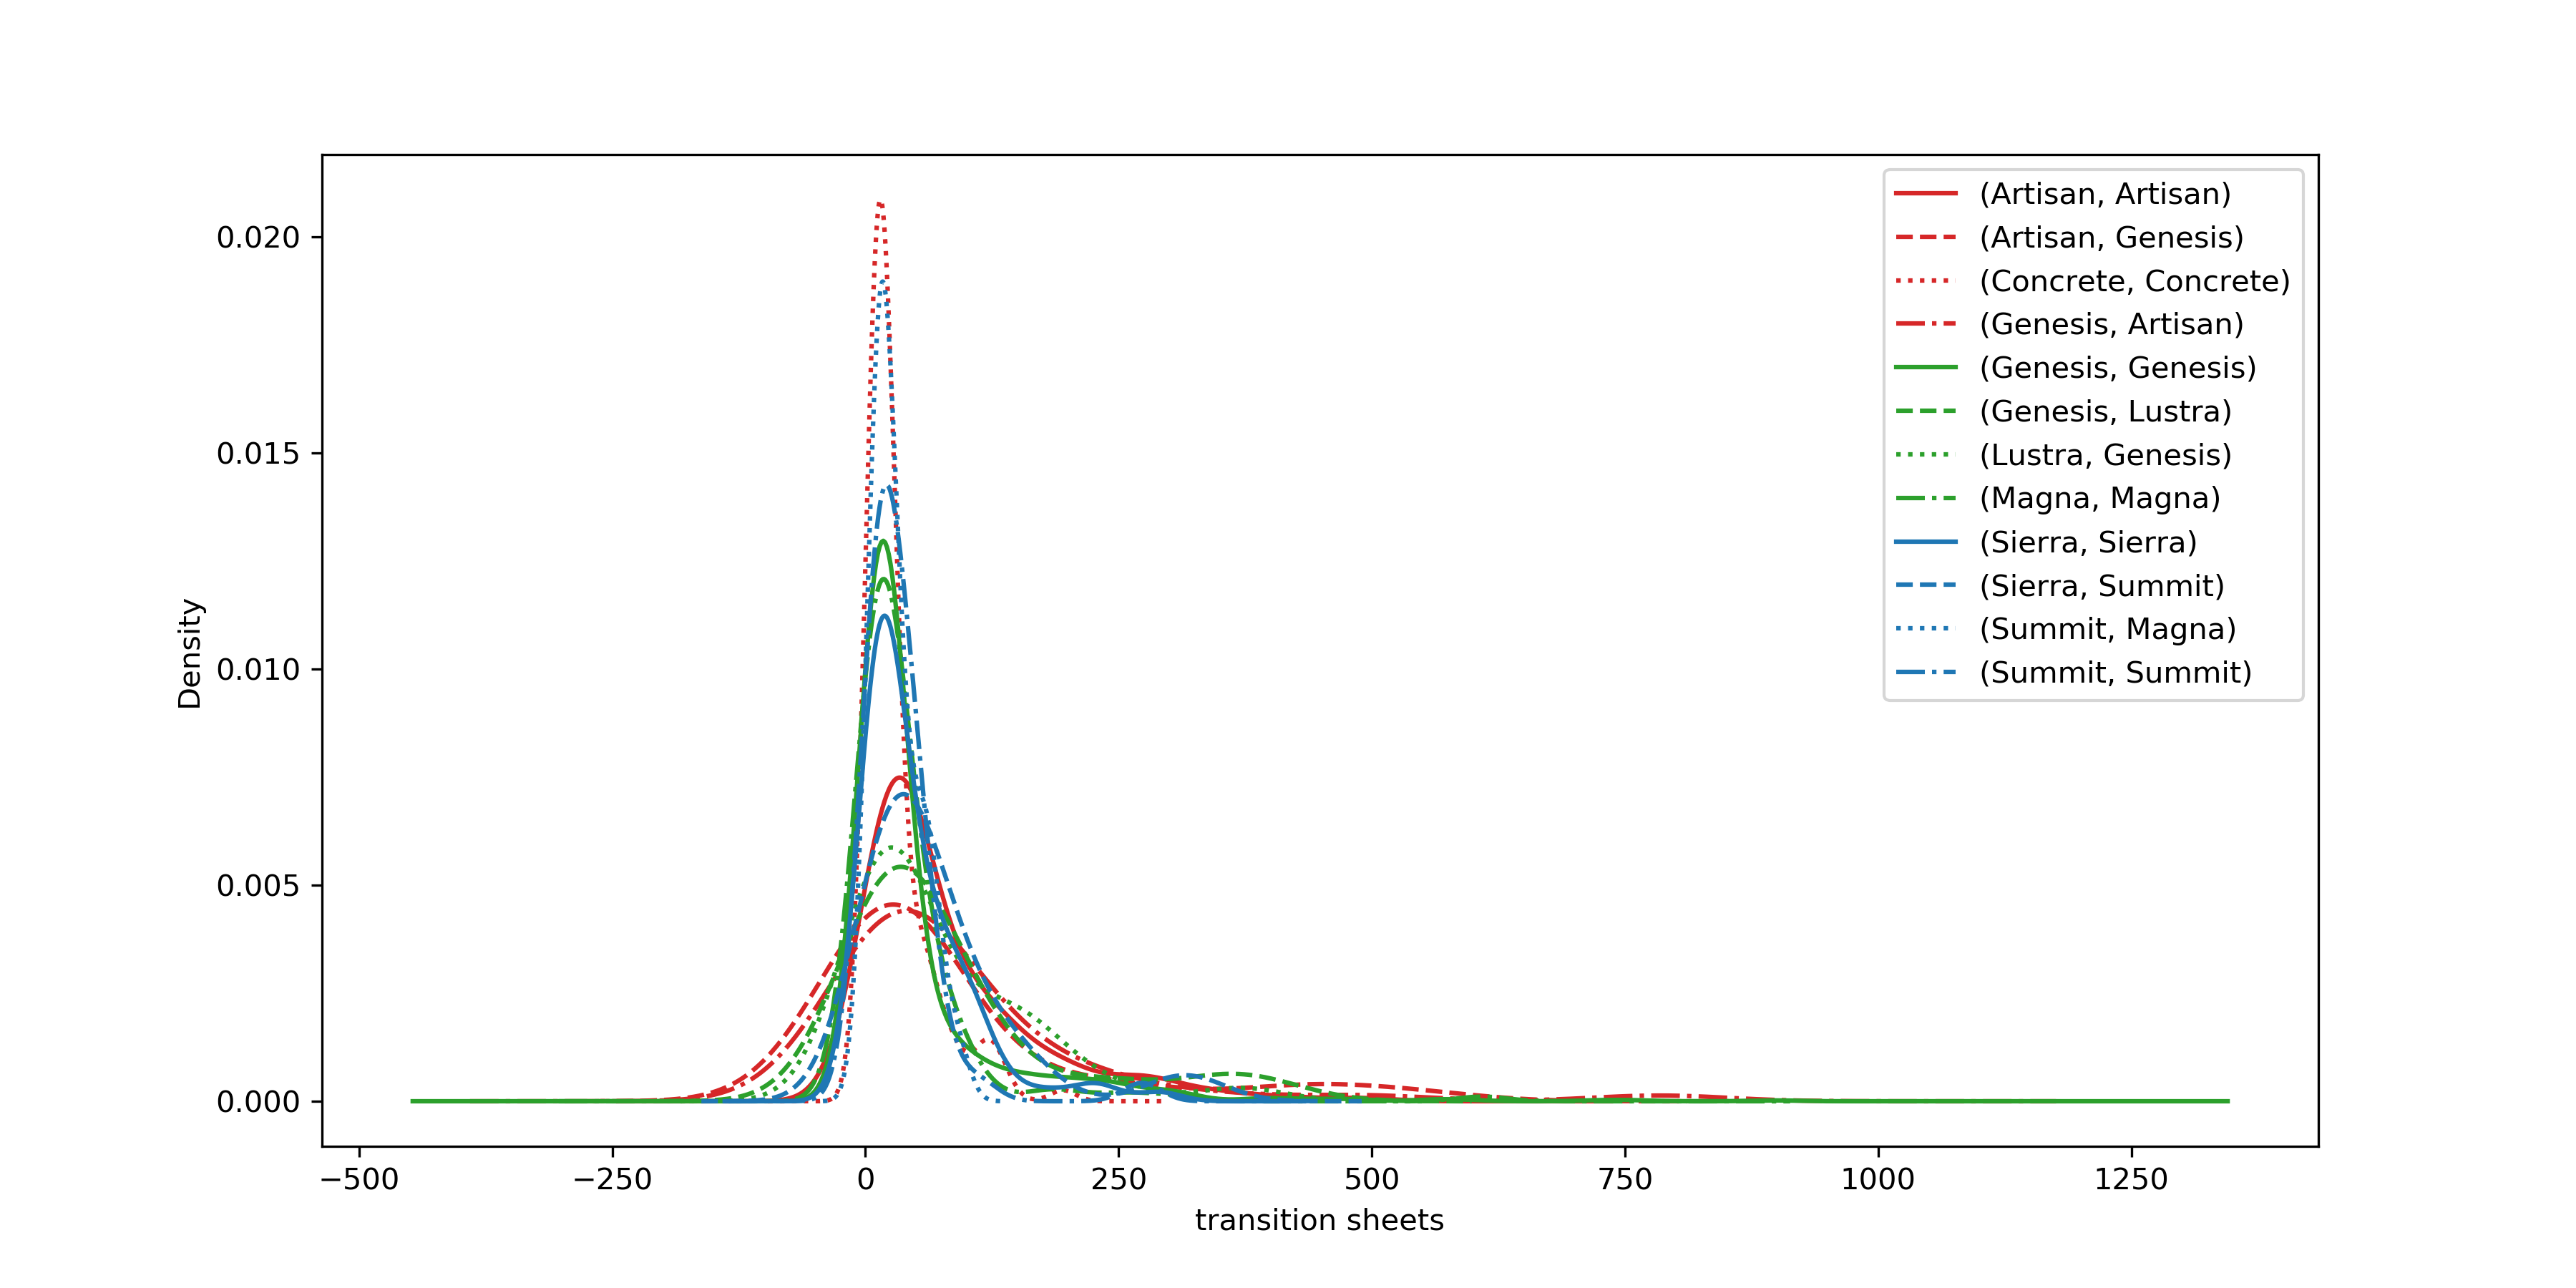 (Artisan, Artisan)
(Artisan, Genesis)
(Concrete, Concrete)
(Genesis, Artisan)
(Genesis, Genesis)
(Genesis, Lustra)
(Lustra, Genesis)
(Magna, Magna)
(Sierra, Sierra)
(Sierra, Summit)
(Summit, Magna)
(Summit, Summit)
0.020
0.015
0.010
0.005
0.000
Density
−500 −250 0 250 500 750 1000 1250
transition sheets